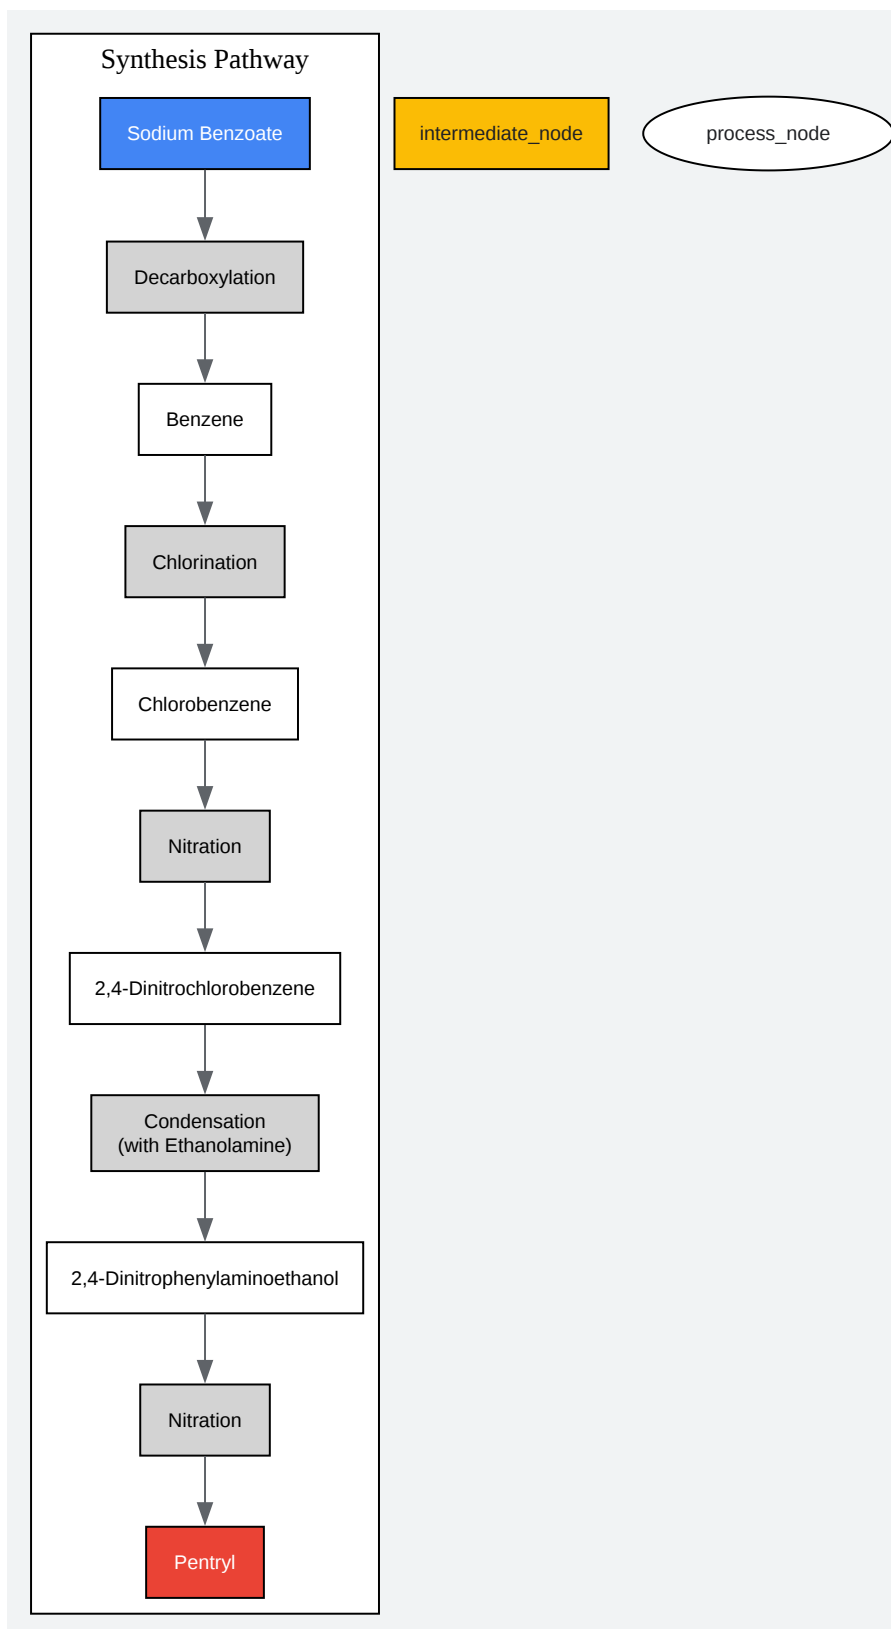 Synthesis Pathway
Sodium Benzoate
intermediate_node
process_node
Decarboxylation
Benzene
Chlorination
Chlorobenzene
Nitration
2,4-Dinitrochlorobenzene
Condensation
(with Ethanolamine)
2,4-Dinitrophenylaminoethanol
Nitration
Pentryl